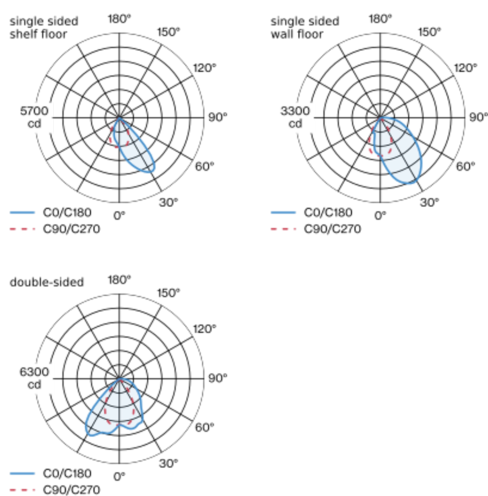 single sided
shelf floor
180°
150°
120°
5700
cd
90°
60°
30°
0°
C0/C180
C90/C270
single sided
wall floor
180°
150°
120°
3300
cd
90°
60°
30°
0°
C0/C180
C90/C270
double-sided
180°
150°
120°
6300
cd
90°
60°
30°
0°
C0/C180
C90/C270